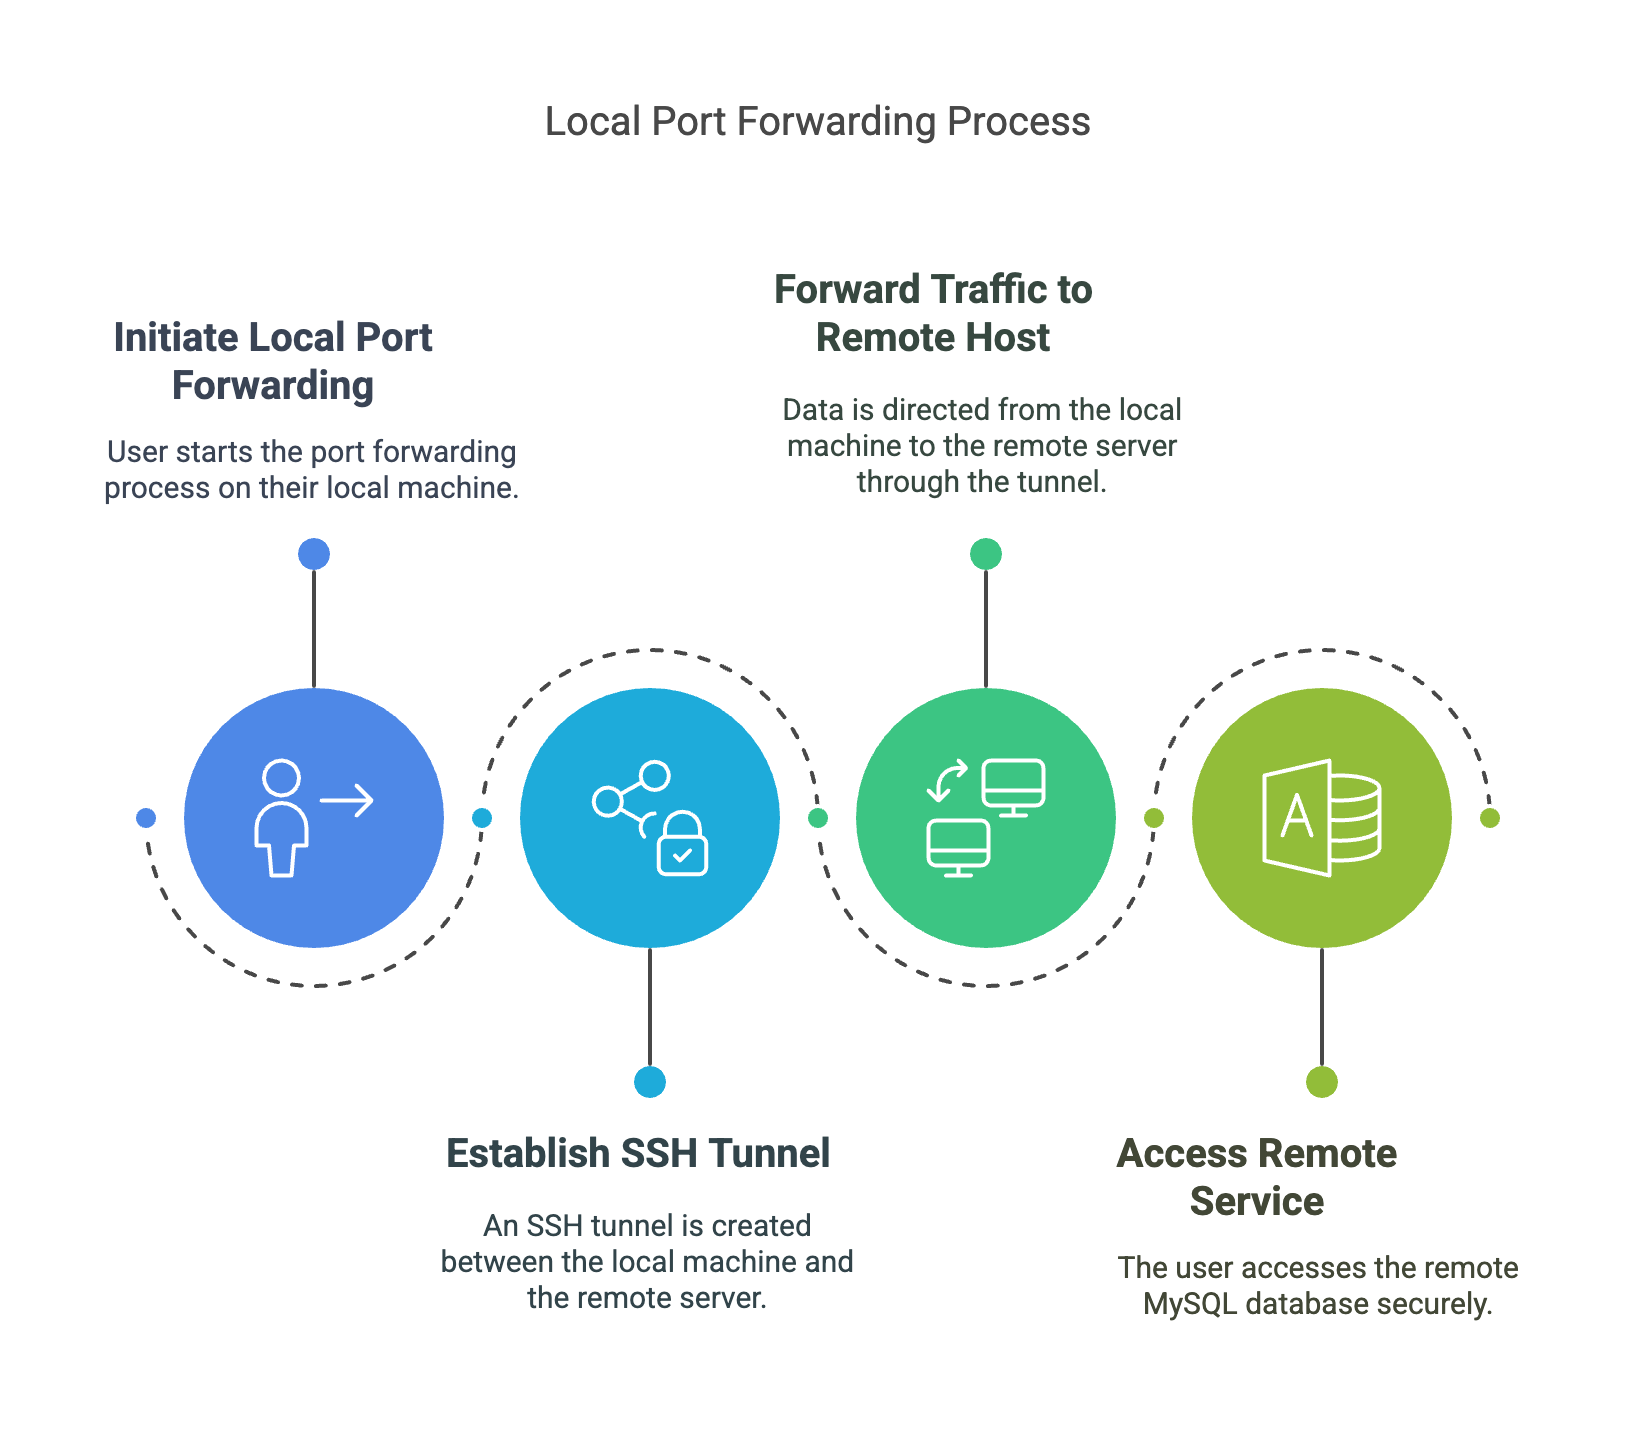 Local Port Forwarding Process
Initiate Local Port
Forwarding
User starts the port forwarding
process on their local machine.
Establish SSH Tunnel
An SSH tunnel is created
between the local machine and
the remote server.
Forward Traffic to
Remote Host
Data is directed from the local
machine to the remote server
through the tunnel.
A
Access Remote
Service
The user accesses the remote
MySQL database securely.